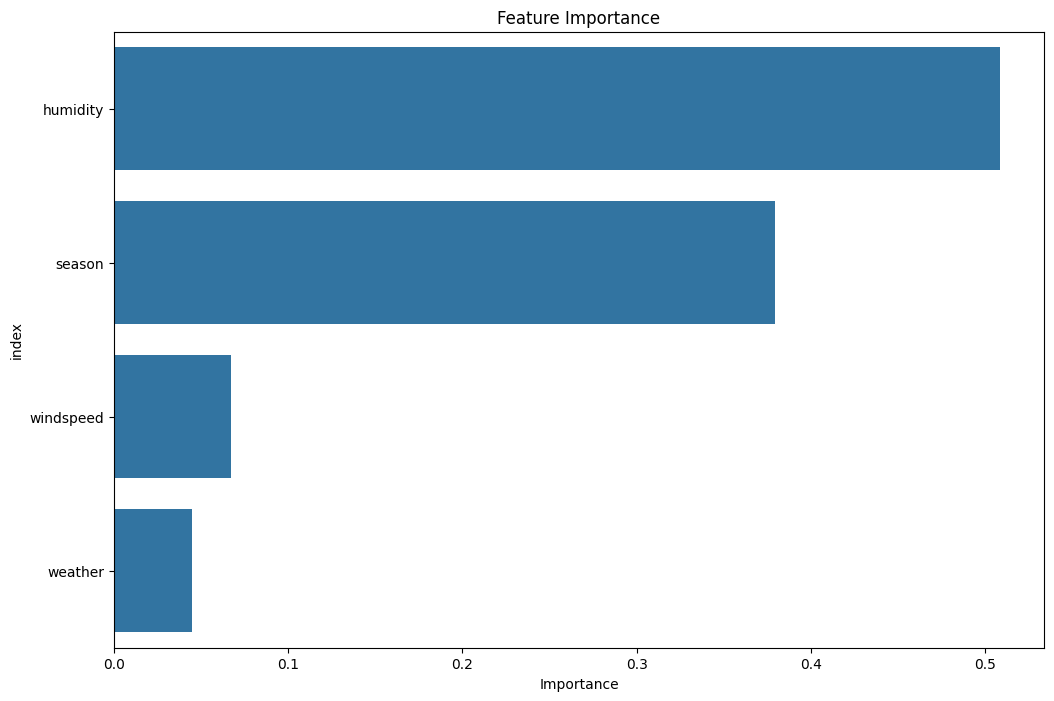 Feature Importance
humidity
season
windspeed
weather
index
0.0 0.1 0.2 0.3 0.4 0.5
Importance